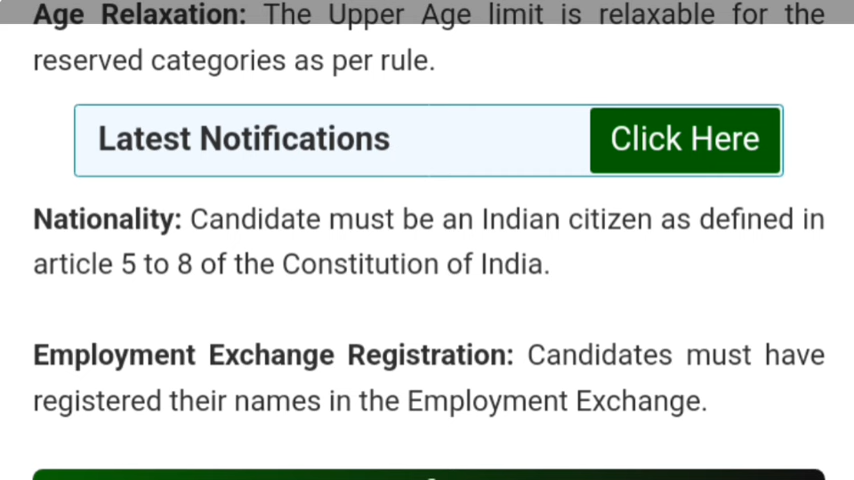 Age Relaxation: The Upper Age limit is relaxable for the
reserved categories as per rule.
Latest Notifications
Click Here
Nationality: Candidate must be an Indian citizen as defined in
article 5 to 8 of the Constitution of India.
Employment Exchange Registration: Candidates must have
registered their names in the Employment Exchange.